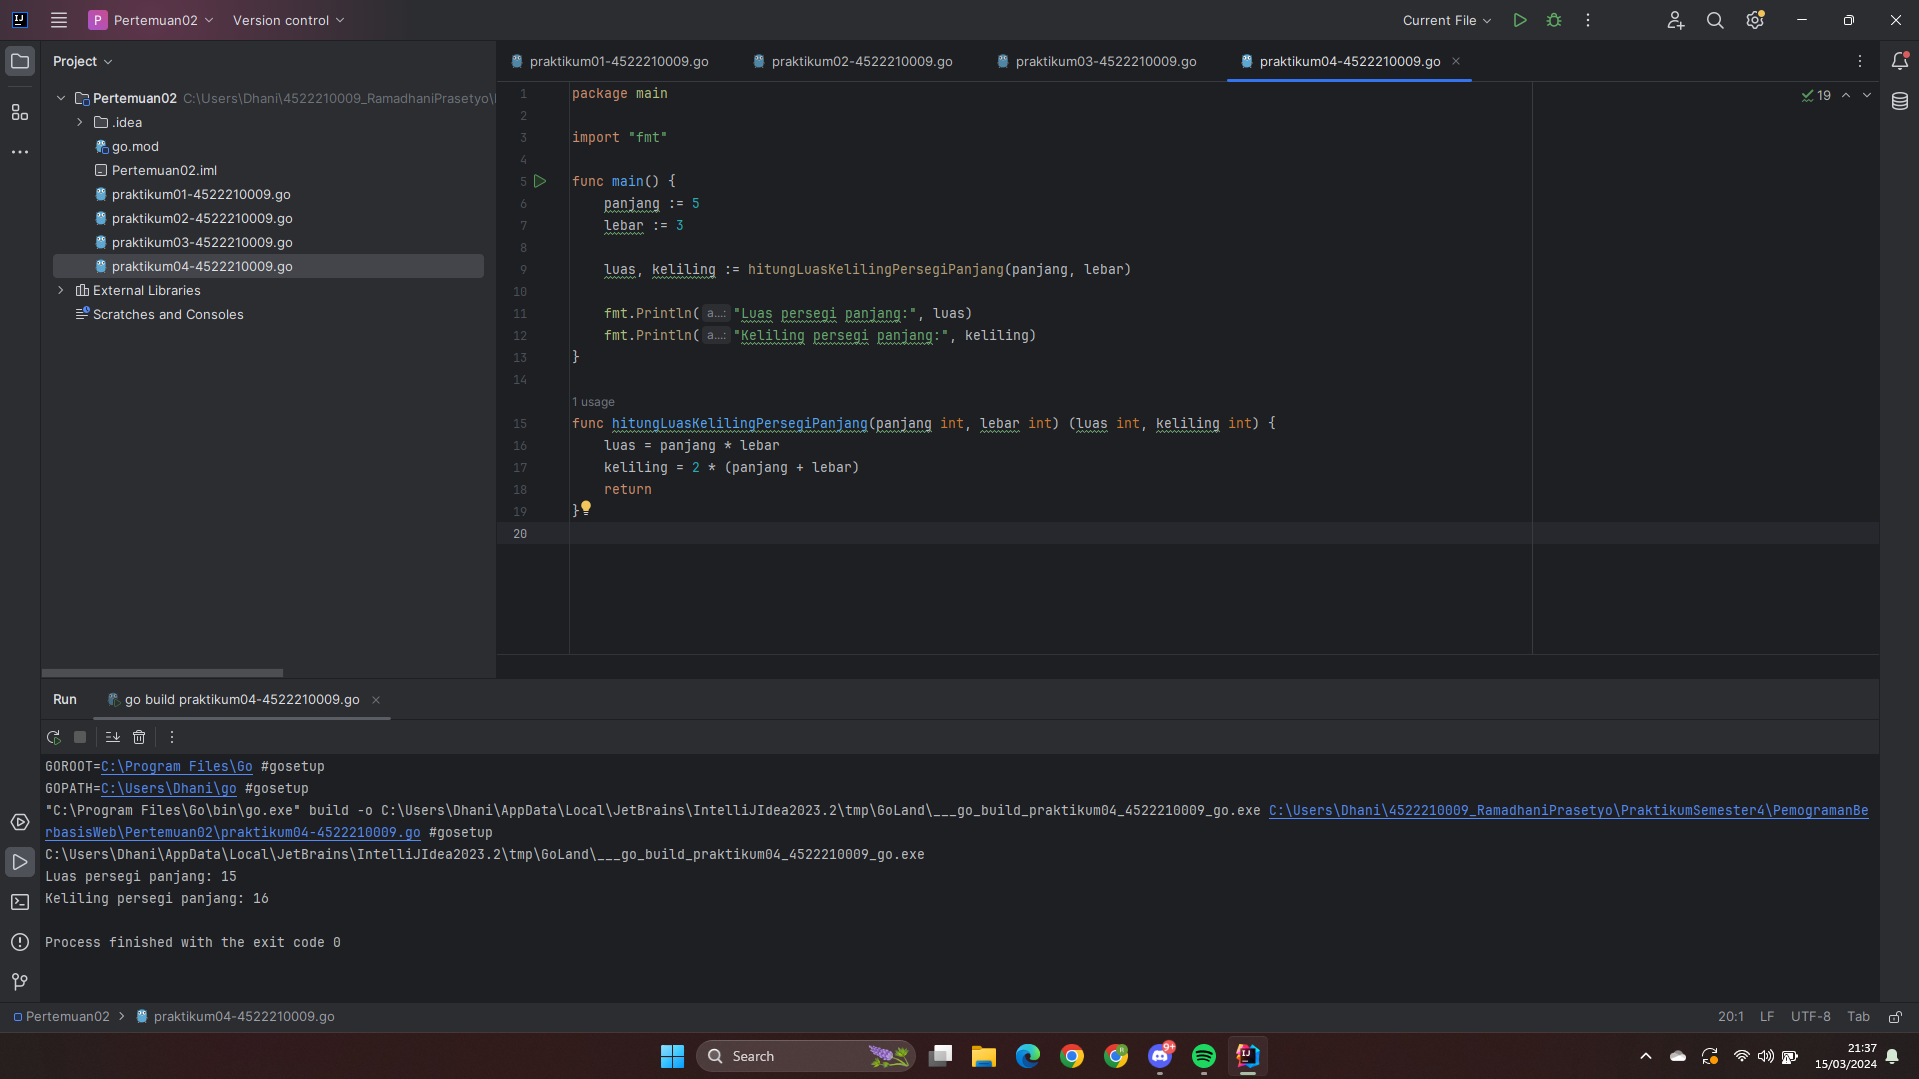 P Pertemuan02 Version control Current File
Project
Pertemuan02 C:\Users\Dhani\4522210009_RamadhaniPrasetyo\
.idea
go.mod
Pertemuan02.iml
praktikum01-4522210009.go
praktikum02-4522210009.go
praktikum03-4522210009.go
praktikum04-4522210009.go
External Libraries
Scratches and Consoles
praktikum01-4522210009.go praktikum02-4522210009.go praktikum03-4522210009.go praktikum04-4522210009.go
19
1 package main
2
3 import "fmt"
4
5 func main() {
6 panjang := 5
7 lebar := 3
8
9 luas, keliling := hitungLuasKelilingPersegiPanjang(panjang, lebar)
10
11 fmt.Println( a...: "Luas persegi panjang:", luas)
12 fmt.Println( a...: "Keliling persegi panjang:", keliling)
13 }
14
1 usage
15 func hitungLuasKelilingPersegiPanjang(panjang int, lebar int) (luas int, keliling int) {
16 luas = panjang * lebar
17 keliling = 2 * (panjang + lebar)
18 return
19 }
20
Run go build praktikum04-4522210009.go
GOROOT=C:\Program Files\Go #gosetup
GOPATH=C:\Users\Dhani\go #gosetup
"C:\Program Files\Go\bin\go.exe" build -o C:\Users\Dhani\AppData\Local\JetBrains\IntelliJIdea2023.2\tmp\GoLand\___go_build_praktikum04_4522210009_go.exe C:\Users\Dhani\4522210009_RamadhaniPrasetyo\PraktikumSemester4\PemogramanBe
rbasisWeb\Pertemuan02\praktikum04-4522210009.go #gosetup
C:\Users\Dhani\AppData\Local\JetBrains\IntelliJIdea2023.2\tmp\GoLand\___go_build_praktikum04_4522210009_go.exe
Luas persegi panjang: 15
Keliling persegi panjang: 16
Process finished with the exit code 0
Pertemuan02 praktikum04-4522210009.go 20:1 LF UTF-8 Tab
Search 9+ 21:37
15/03/2024